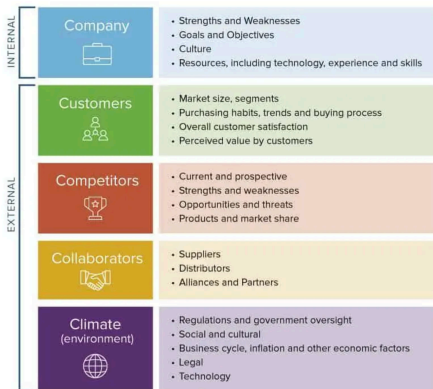 INTERNAL
Company
• Strengths and Weaknesses
• Goals and Objectives
• Culture
• Resources, including technology, experience and skills
EXTERNAL
Customers
• Market size, segments
• Purchasing habits, trends and buying process
• Overall customer satisfaction
• Perceived value by customers
Competitors
• Current and prospective
• Strengths and weaknesses
• Opportunities and threats
• Products and market share
Collaborators
• Suppliers
• Distributors
• Alliances and Partners
Climate
(environment)
• Regulations and government oversight
• Social and cultural
• Business cycle, inflation and other economic factors
• Legal
• Technology